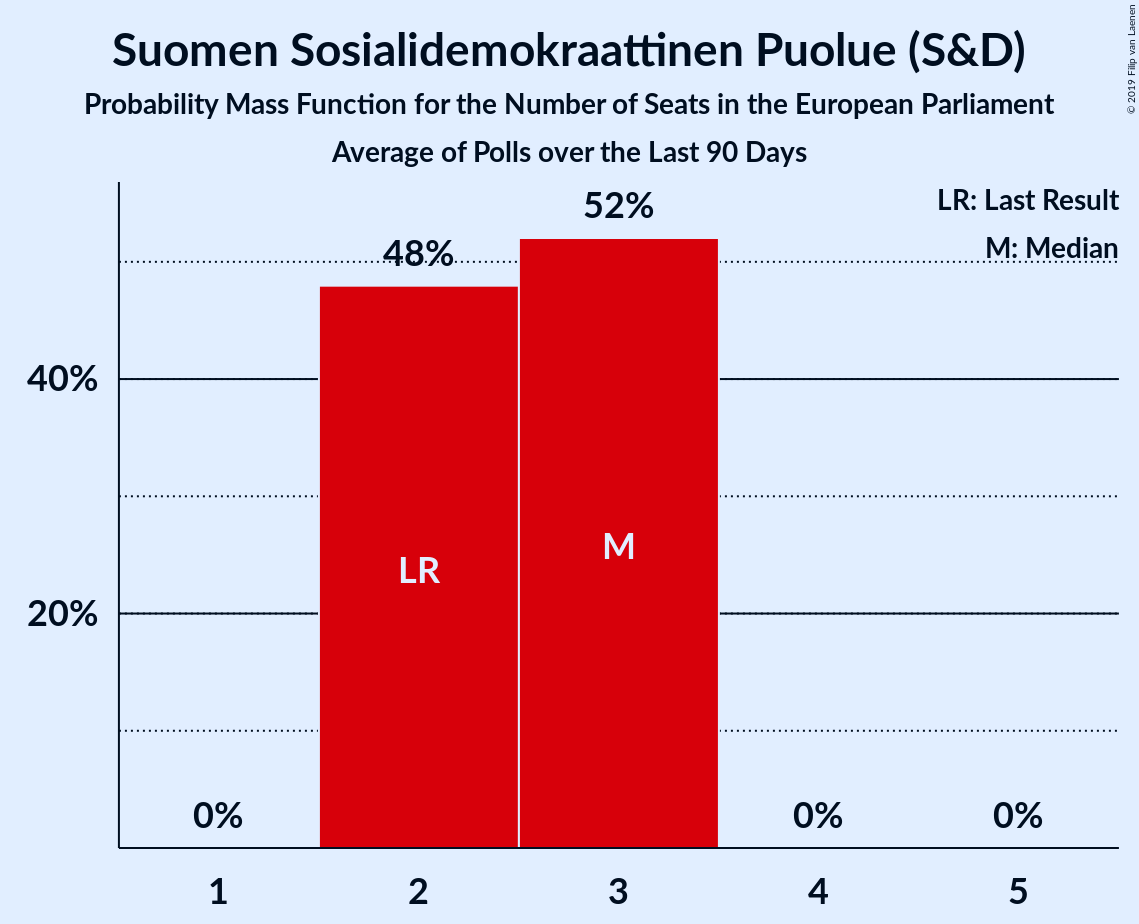 Suomen Sosialidemokraattinen Puolue (S&D)
Probability Mass Function for the Number of Seats in the European Parliament
Average of Polls over the Last 90 Days
© 2019 Filip van Laenen
LR: Last Result
M: Median
52%
48%
40%
20%
LR
M
0%
0%
0%
1
2
3
4
5